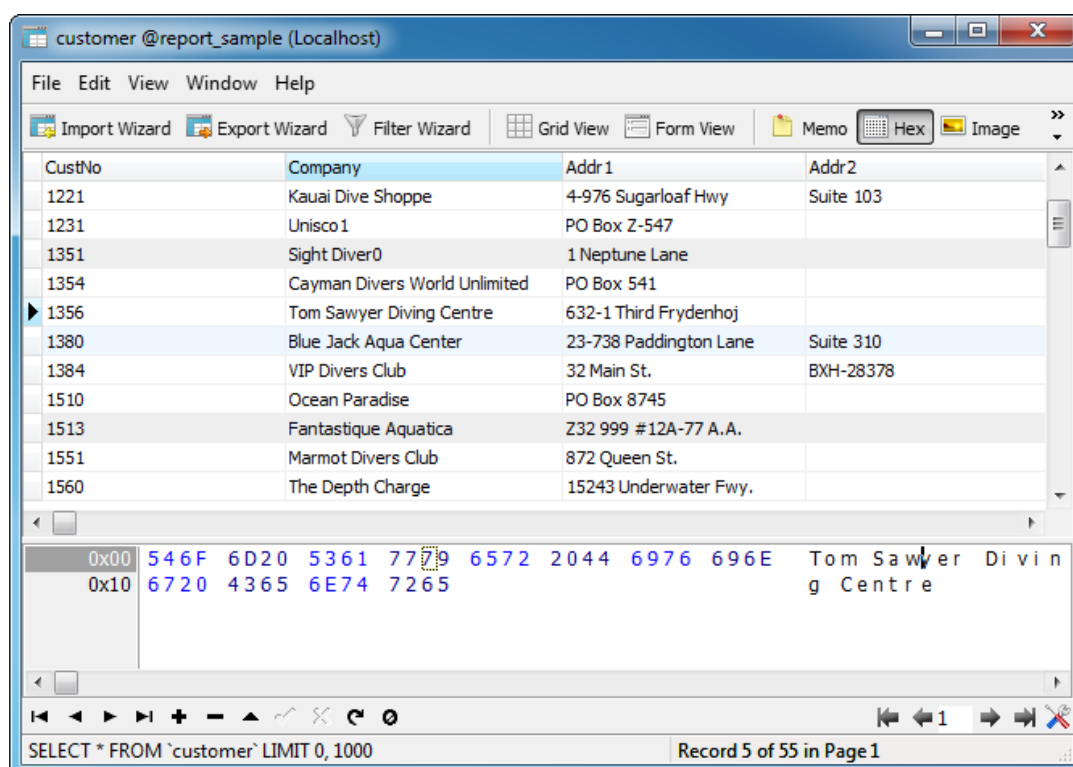 customer @report_sample (Localhost)
File Edit View Window Help
Import Wizard Export Wizard Filter Wizard Grid View Form View Memo Hex Image »
CustNo Company Addr1 Addr2
1221 Kauai Dive Shoppe 4-976 Sugarloaf Hwy Suite 103
1231 Unisco1 PO Box Z-547
1351 Sight Diver0 1 Neptune Lane
1354 Cayman Divers World Unlimited PO Box 541
1356 Tom Sawyer Diving Centre 632-1 Third Frydenhoj
1380 Blue Jack Aqua Center 23-738 Paddington Lane Suite 310
1384 VIP Divers Club 32 Main St. BXH-28378
1510 Ocean Paradise PO Box 8745
1513 Fantastique Aquatica Z32 999 #12A-77 A.A.
1551 Marmot Divers Club 872 Queen St.
1560 The Depth Charge 15243 Underwater Fwy.
0x00 546F 6D20 5361 7779 6572 2044 6976 696E Tom Sawyer Divin
0x10 6720 4365 6E74 7265 g Centre
1
SELECT * FROM `customer` LIMIT 0, 1000 Record 5 of 55 in Page 1